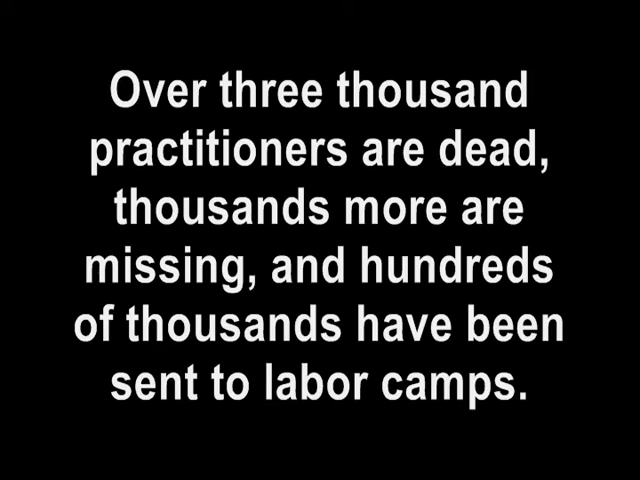 Over three thousand
practitioners are dead,
thousands more are
missing, and hundreds
of thousands have been
sent to labor camps.